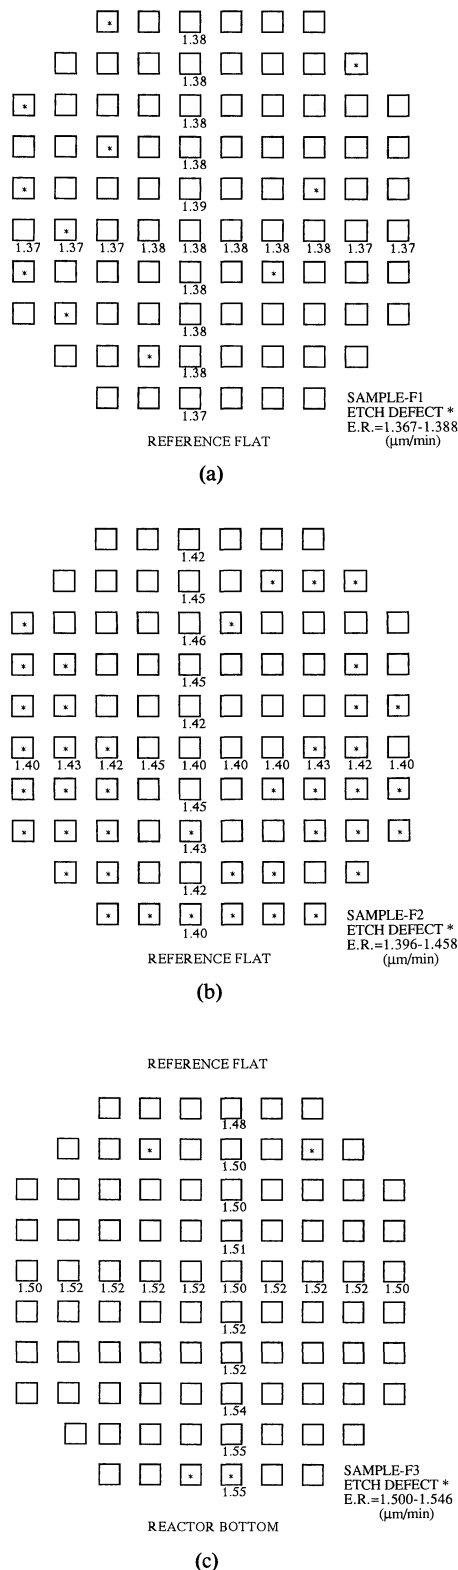 *
1.38
*
1.38
*
1.38
*
1.38
* *
1.39
*
1.37 1.37 1.37 1.38 1.38 1.38 1.38 1.38 1.37 1.37
* *
1.38
*
1.38
*
1.38
1.37
SAMPLE-F1
ETCH DEFECT *
E.R.=1.367-1.388
(μm/min)
REFERENCE FLAT
(a)
1.42
* * *
1.45
* *
1.46
* * *
1.45
* * * *
1.42
* * * * *
1.40 1.43 1.42 1.45 1.40 1.40 1.40 1.43 1.42 1.40
* * * * * * *
1.45
* * * * * * *
1.43
* * * * *
1.42
* * * * * *
1.40
SAMPLE-F2
ETCH DEFECT *
E.R.=1.396-1.458
(μm/min)
REFERENCE FLAT
(b)
REFERENCE FLAT
1.48
* *
1.50
1.50
1.51
1.50 1.52 1.52 1.52 1.52 1.50 1.52 1.52 1.52 1.50
1.52
1.52
1.54
1.55
* *
1.55
SAMPLE-F3
ETCH DEFECT *
E.R.=1.500-1.546
(μm/min)
REACTOR BOTTOM
(c)